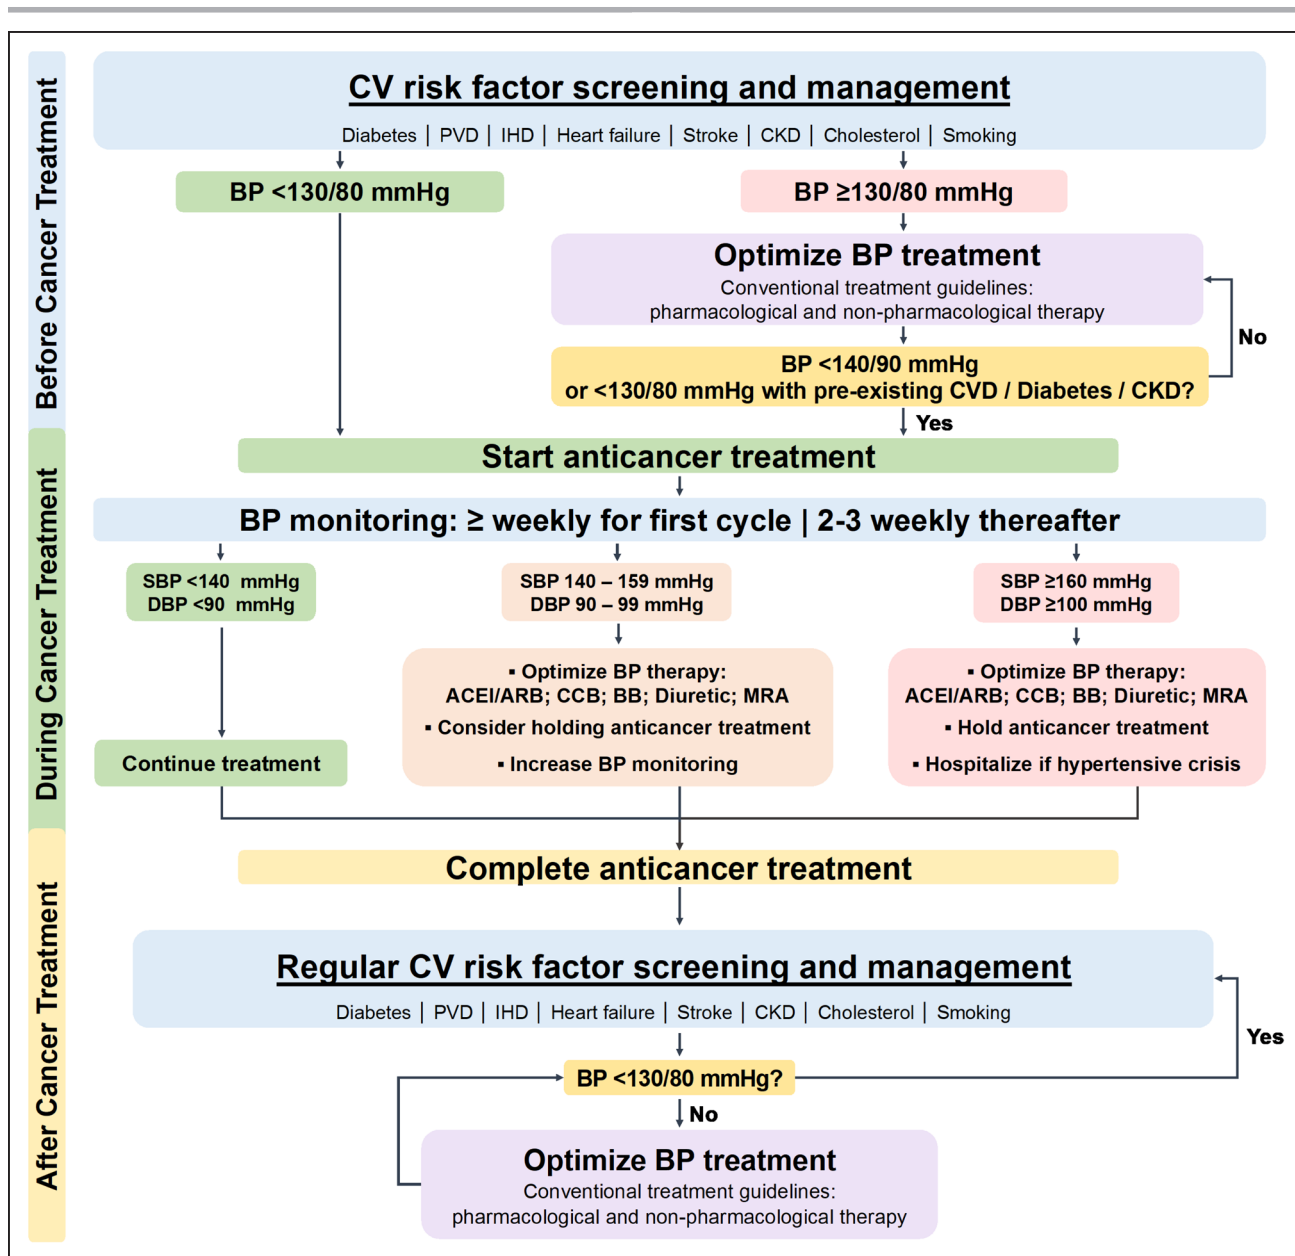 Before Cancer Treatment
CV risk factor screening and management
Diabetes | PVD | IHD | Heart failure | Stroke | CKD | Cholesterol | Smoking
BP <130/80 mmHg
BP ≥130/80 mmHg
Optimize BP treatment
Conventional treatment guidelines:
pharmacological and non-pharmacological therapy
No
BP <140/90 mmHg
or <130/80 mmHg with pre-existing CVD / Diabetes / CKD?
Yes
During Cancer Treatment
Start anticancer treatment
BP monitoring: ≥ weekly for first cycle | 2-3 weekly thereafter
SBP <140 mmHg
DBP <90 mmHg
SBP 140 – 159 mmHg
DBP 90 – 99 mmHg
SBP ≥160 mmHg
DBP ≥100 mmHg
Continue treatment
▪ Optimize BP therapy:
ACEI/ARB; CCB; BB; Diuretic; MRA
▪ Consider holding anticancer treatment
▪ Increase BP monitoring
▪ Optimize BP therapy:
ACEI/ARB; CCB; BB; Diuretic; MRA
▪ Hold anticancer treatment
▪ Hospitalize if hypertensive crisis
After Cancer Treatment
Complete anticancer treatment
Regular CV risk factor screening and management
Diabetes | PVD | IHD | Heart failure | Stroke | CKD | Cholesterol | Smoking
Yes
BP <130/80 mmHg?
No
Optimize BP treatment
Conventional treatment guidelines:
pharmacological and non-pharmacological therapy